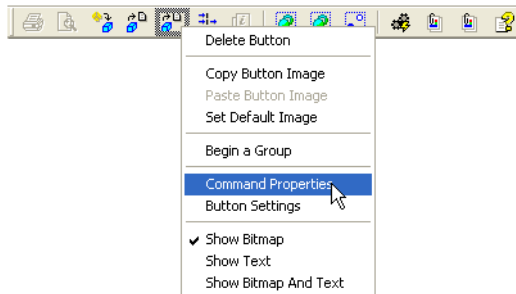 Delete Button
Copy Button Image
Paste Button Image
Set Default Image
Begin a Group
Command Properties
Button Settings
Show Bitmap
Show Text
Show Bitmap And Text